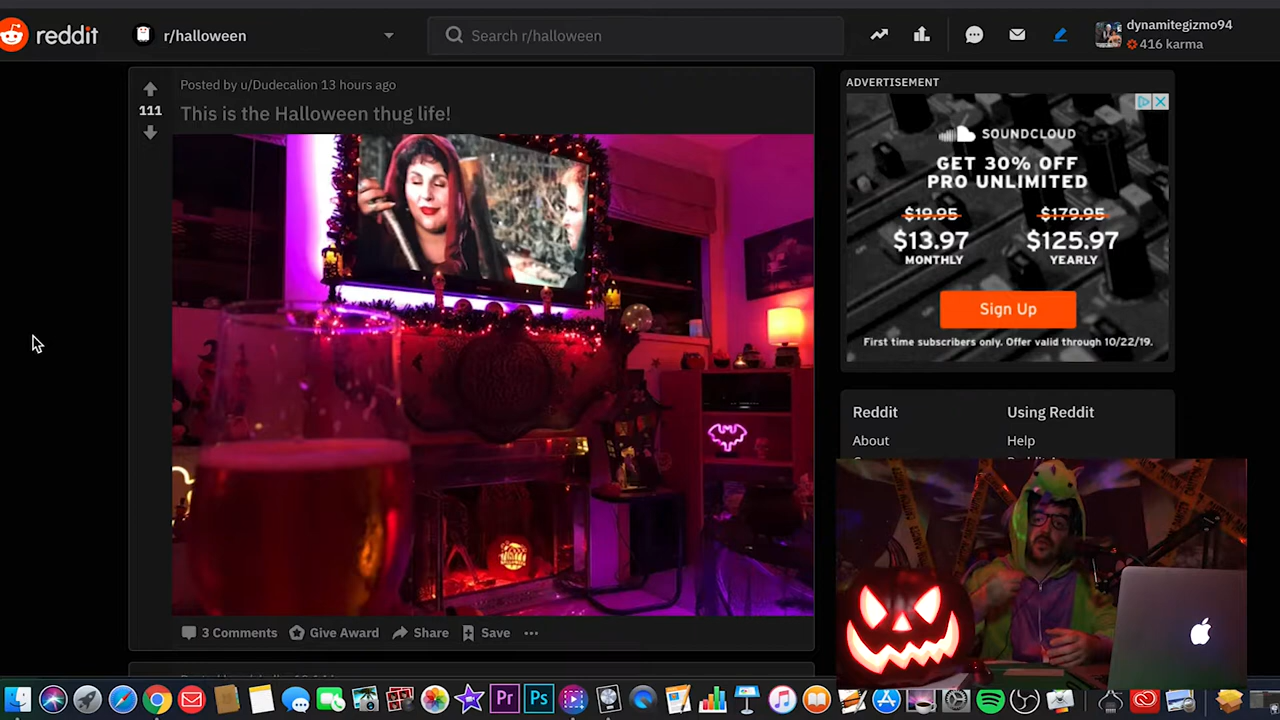 reddit
r/halloween
Search r/halloween
dynamitegizmo94
416 karma
Posted by u/Dudecalion 13 hours ago
111
This is the Halloween thug life!
3 Comments
Give Award
Share
Save
ADVERTISEMENT
SOUNDCLOUD
GET 30% OFF
PRO UNLIMITED
$19.95 $179.95
$13.97 $125.97
MONTHLY YEARLY
Sign Up
First time subscribers only. Offer valid through 10/22/19.
Reddit
Using Reddit
About
Help
Pr
Ps